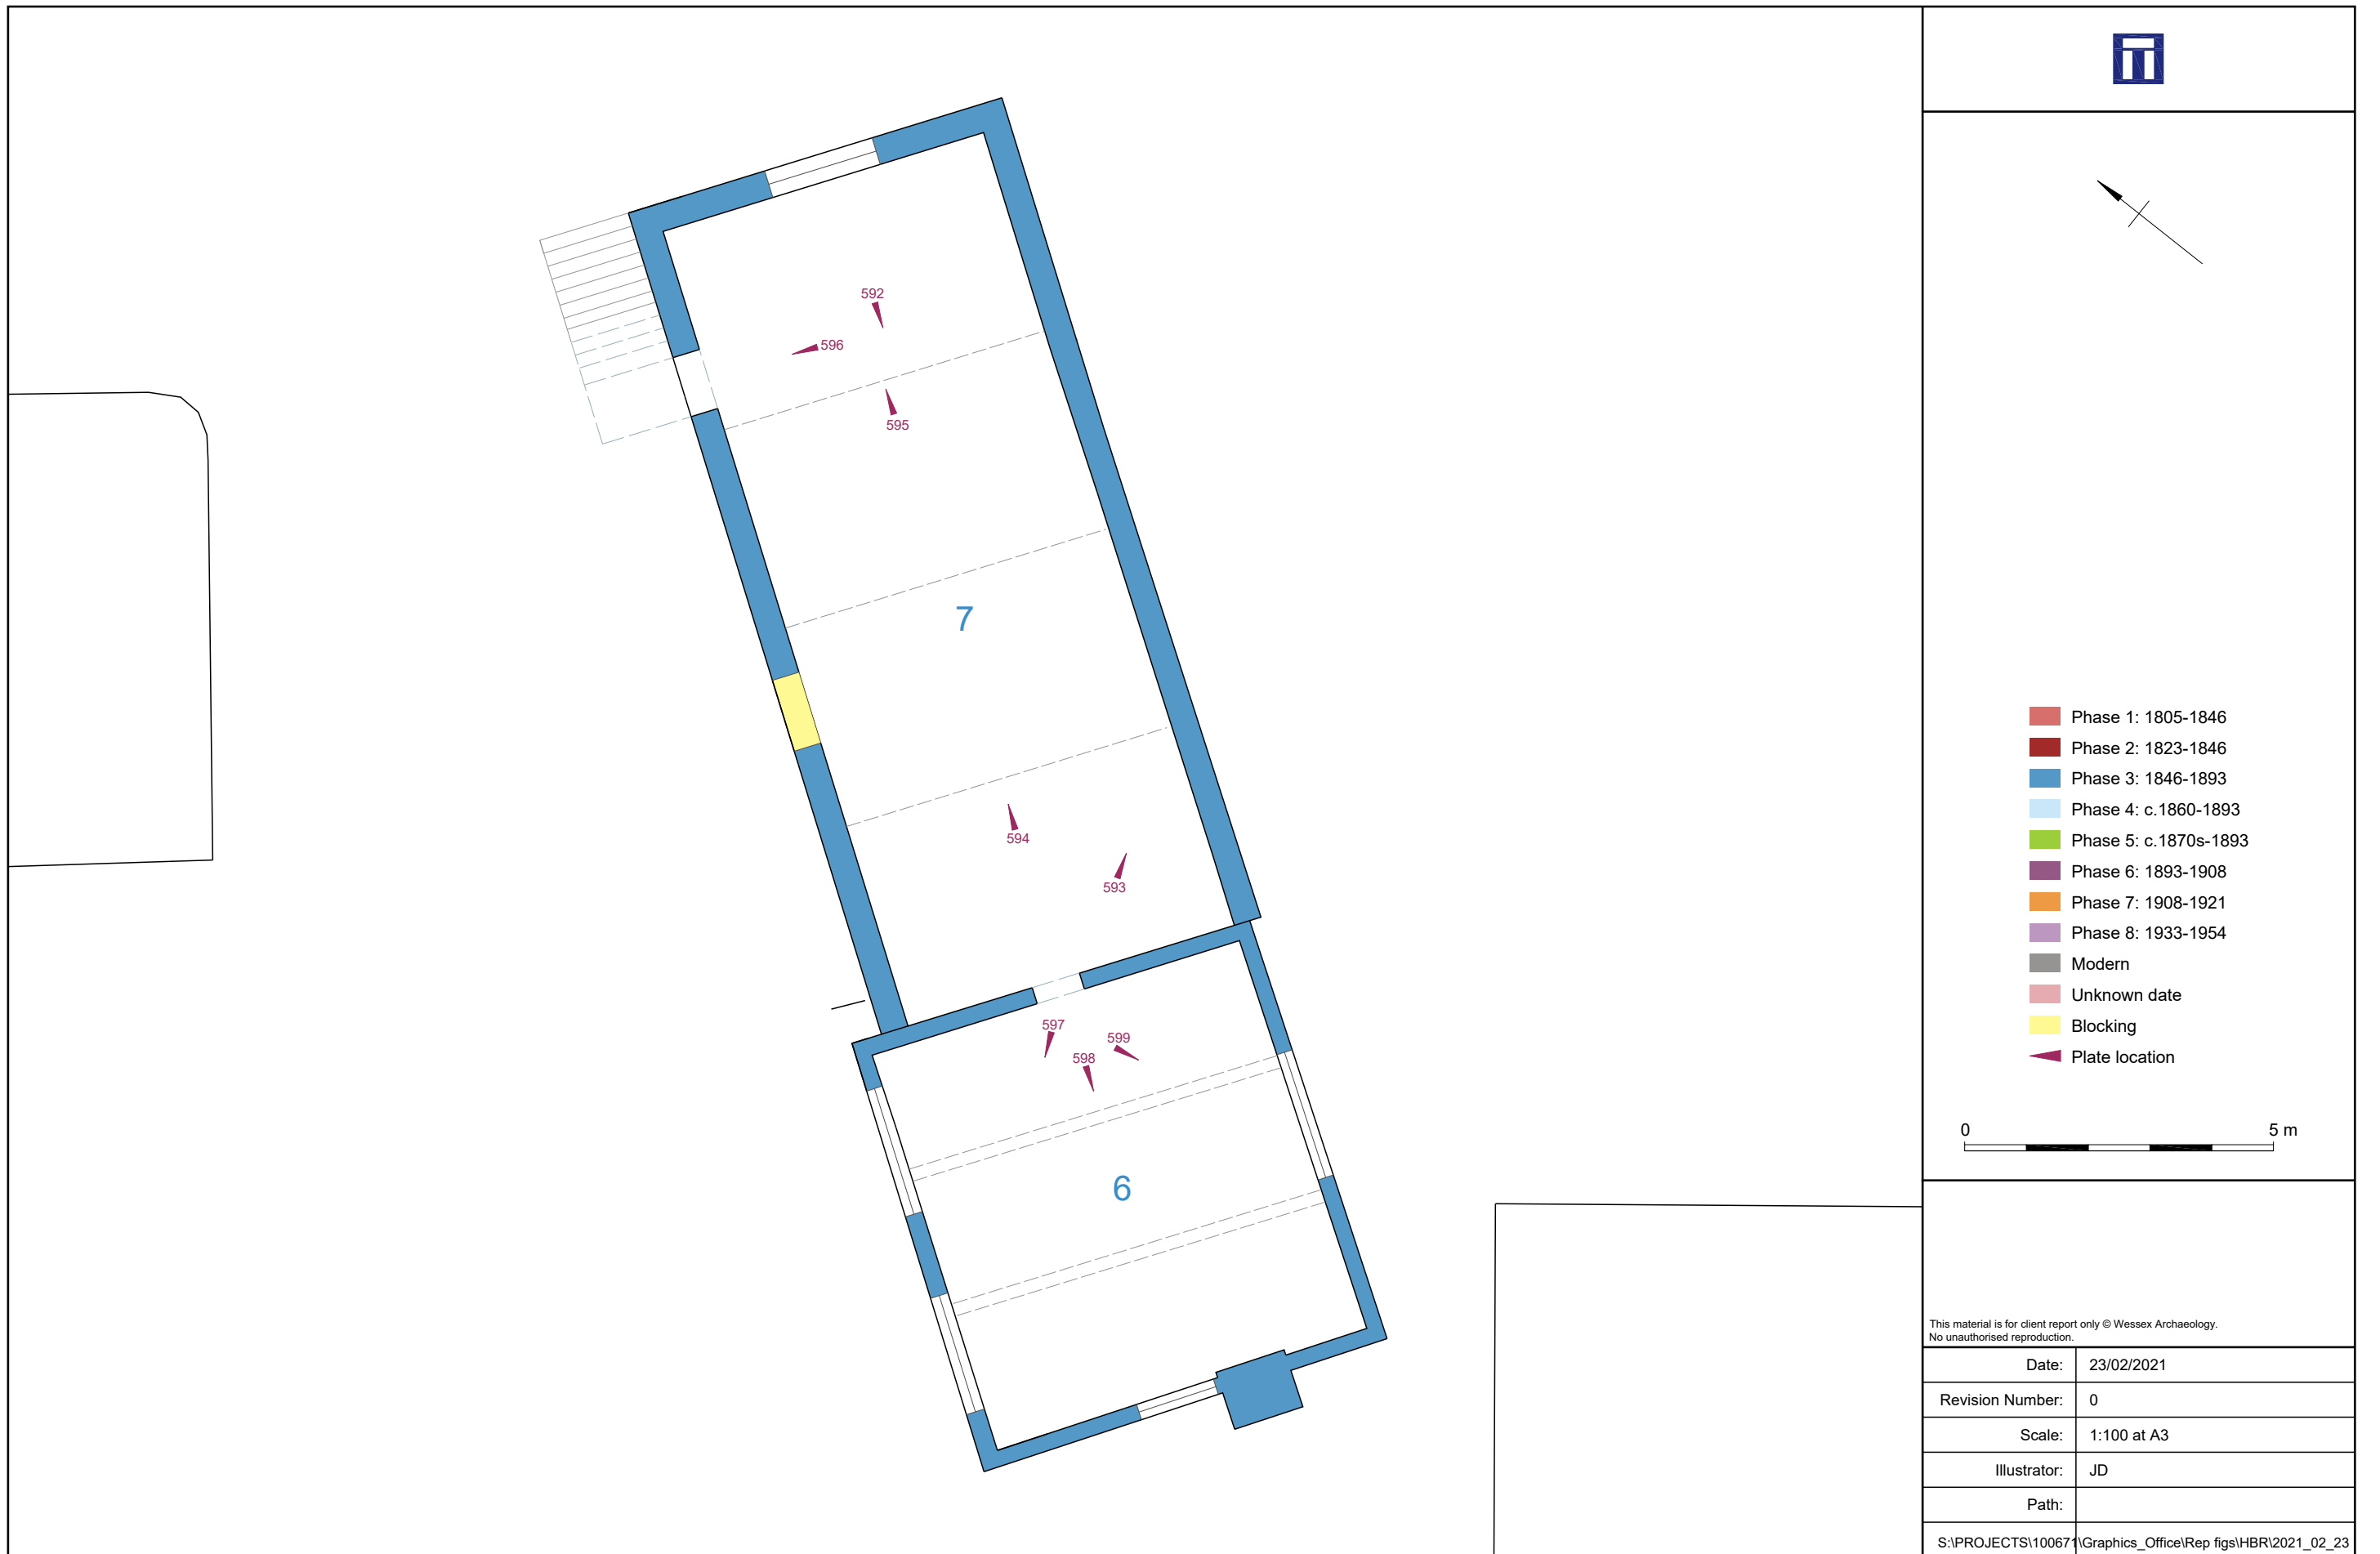 592
596
595
7
594
593
597
599
598
6
Phase 1: 1805-1846
Phase 2: 1823-1846
Phase 3: 1846-1893
Phase 4: c.1860-1893
Phase 5: c.1870s-1893
Phase 6: 1893-1908
Phase 7: 1908-1921
Phase 8: 1933-1954
Modern
Unknown date
Blocking
Plate location
0 5 m
This material is for client report only © Wessex Archaeology.
No unauthorised reproduction.
Date: 23/02/2021
Revision Number: 0
Scale: 1:100 at A3
Illustrator: JD
Path:
S:\PROJECTS\100671\Graphics_Office\Rep figs\HBR\2021_02_23